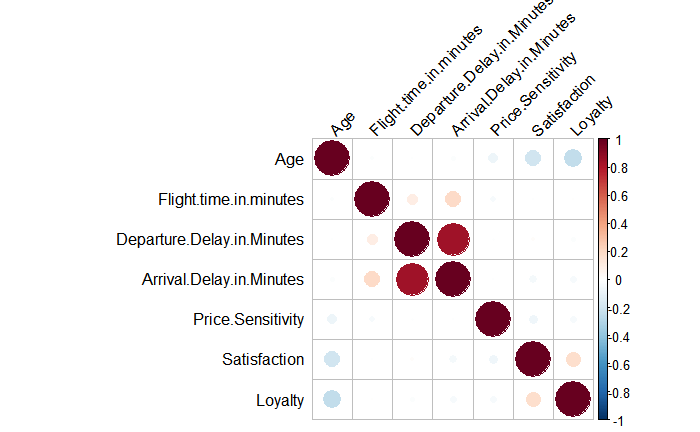 Age
Flight.time.in.minutes
Departure.Delay.in.Minutes
Arrival.Delay.in.Minutes
Price.Sensitivity
Satisfaction
Loyalty
Age
Flight.time.in.minutes
Departure.Delay.in.Minutes
Arrival.Delay.in.Minutes
Price.Sensitivity
Satisfaction
Loyalty
1
0.8
0.6
0.4
0.2
0
-0.2
-0.4
-0.6
-0.8
-1